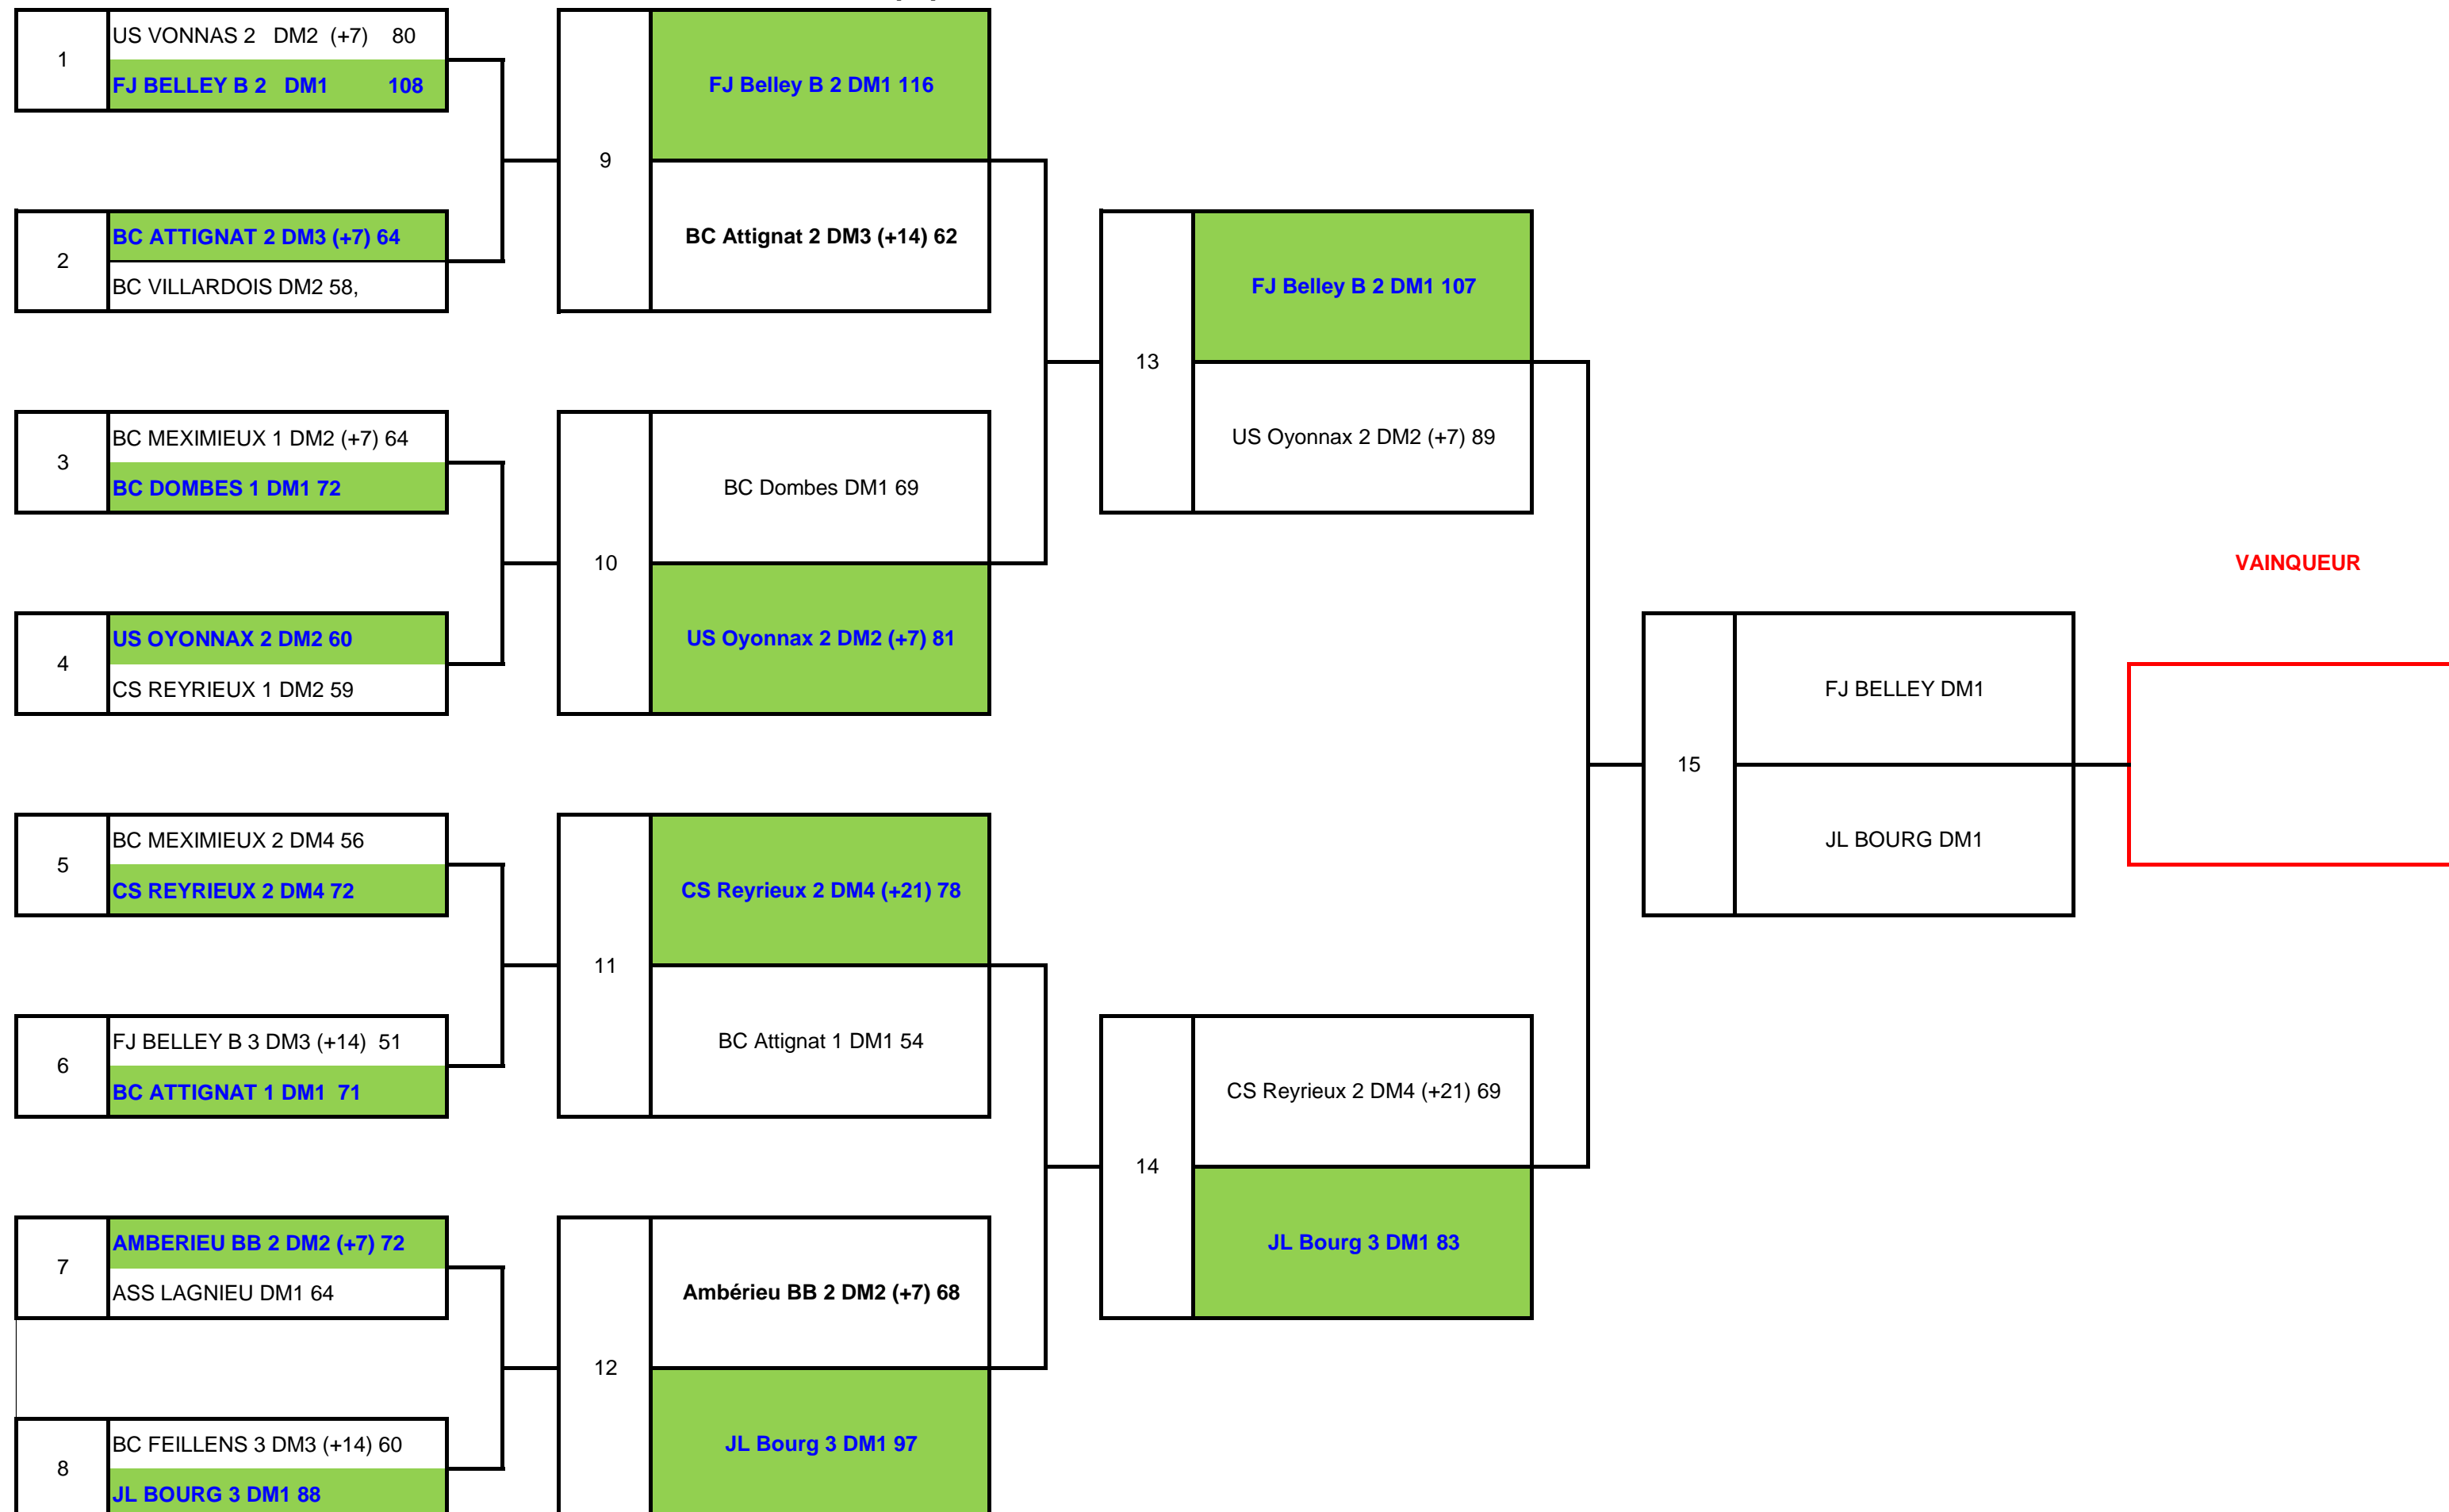 1
US VONNAS 2 DM2 (+7) 80
FJ BELLEY B 2 DM1 108
2
BC ATTIGNAT 2 DM3 (+7) 64
BC VILLARDOIS DM2 58,
3
BC MEXIMIEUX 1 DM2 (+7) 64
BC DOMBES 1 DM1 72
4
US OYONNAX 2 DM2 60
CS REYRIEUX 1 DM2 59
5
BC MEXIMIEUX 2 DM4 56
CS REYRIEUX 2 DM4 72
6
FJ BELLEY B 3 DM3 (+14) 51
BC ATTIGNAT 1 DM1 71
7
AMBERIEU BB 2 DM2 (+7) 72
ASS LAGNIEU DM1 64
8
BC FEILLENS 3 DM3 (+14) 60
JL BOURG 3 DM1 88
9
FJ Belley B 2 DM1 116
BC Attignat 2 DM3 (+14) 62
10
BC Dombes DM1 69
US Oyonnax 2 DM2 (+7) 81
11
CS Reyrieux 2 DM4 (+21) 78
BC Attignat 1 DM1 54
12
Ambérieu BB 2 DM2 (+7) 68
JL Bourg 3 DM1 97
13
FJ Belley B 2 DM1 107
US Oyonnax 2 DM2 (+7) 89
14
CS Reyrieux 2 DM4 (+21) 69
JL Bourg 3 DM1 83
15
FJ BELLEY DM1
JL BOURG DM1
VAINQUEUR